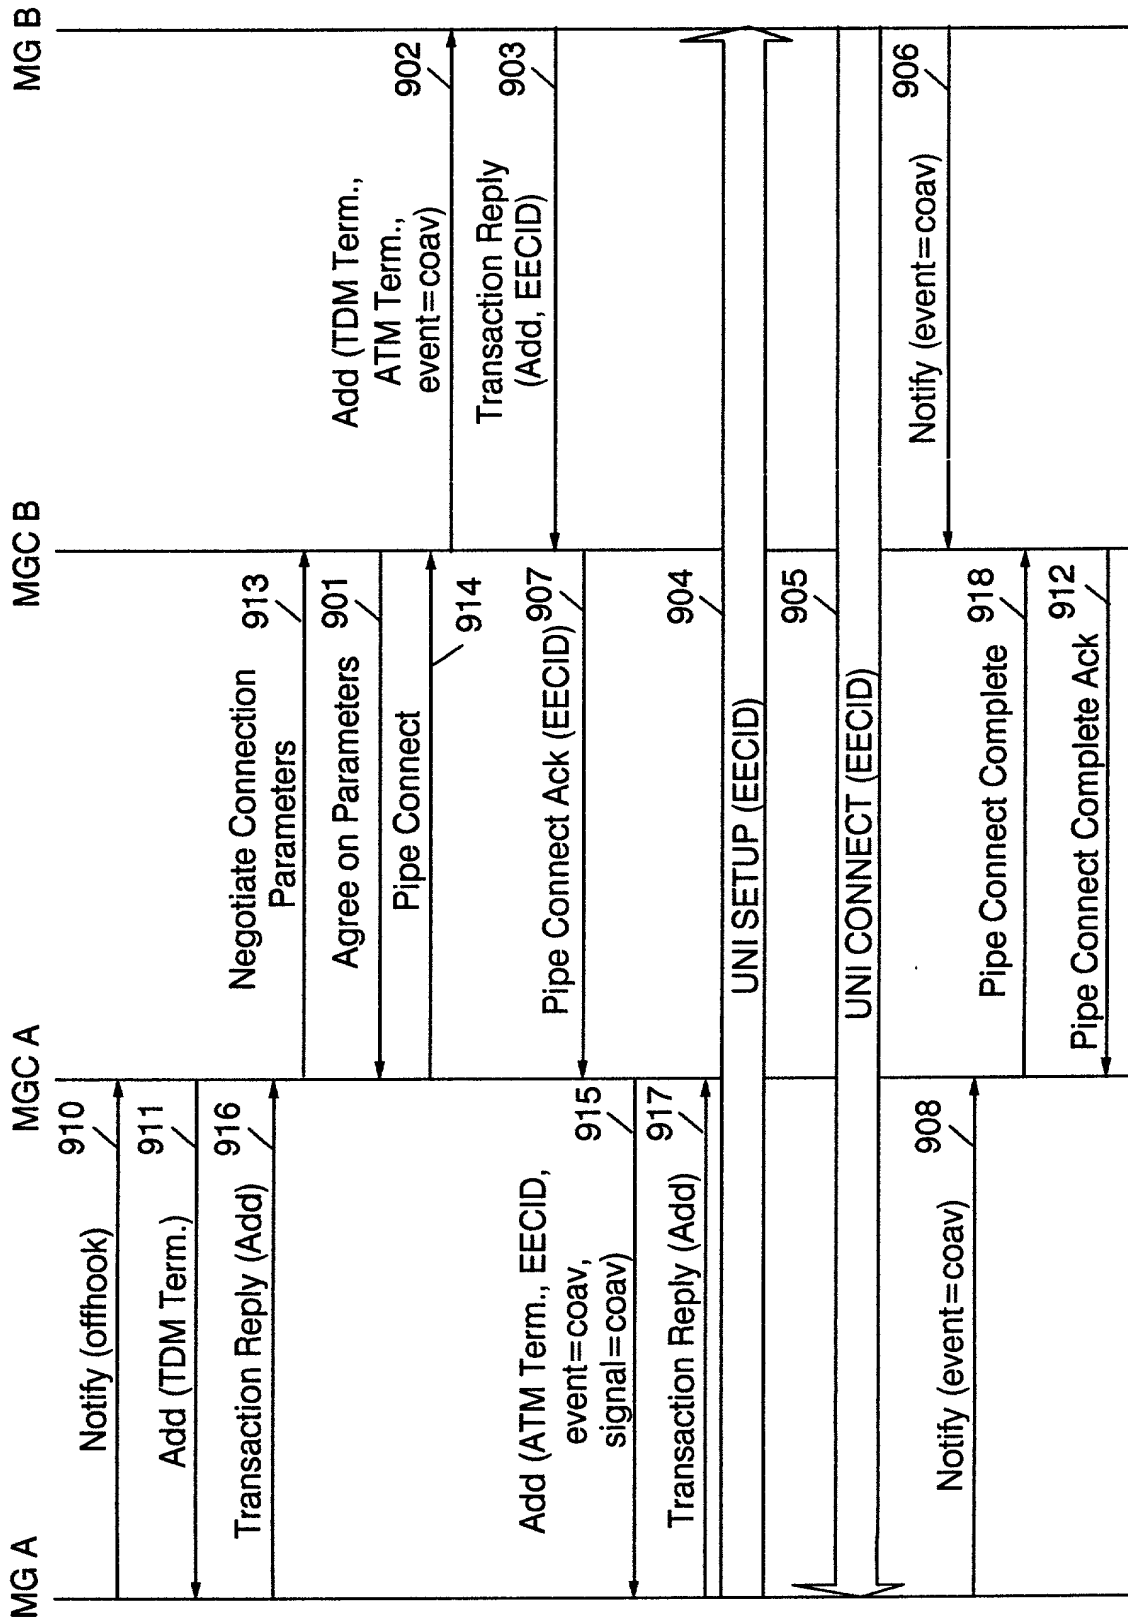 MG A
MGC A
MGC B
MG B
910
Notify (offhook)
911
Add (TDM Term.)
916
Transaction Reply (Add)
913
Negotiate Connection
Parameters
901
Agree on Parameters
914
Pipe Connect
902
Add (TDM Term.,
ATM Term.,
event=coav)
903
Transaction Reply
(Add, EECID)
907
Pipe Connect Ack (EECID)
915
Add (ATM Term., EECID,
event=coav,
signal=coav)
917
Transaction Reply (Add)
904
UNI SETUP (EECID)
905
UNI CONNECT (EECID)
906
Notify (event=coav)
908
Notify (event=coav)
918
Pipe Connect Complete
912
Pipe Connect Complete Ack